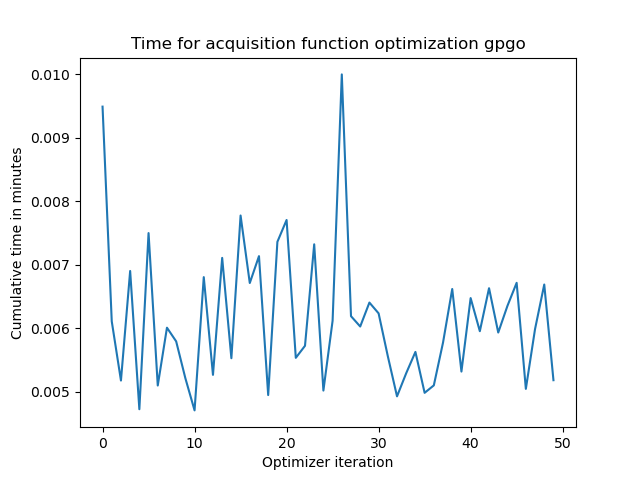 Time for acquisition function optimization gpgo
Cumulative time in minutes
0.010
0.009
0.008
0.007
0.006
0.005
0 10 20 30 40 50
Optimizer iteration